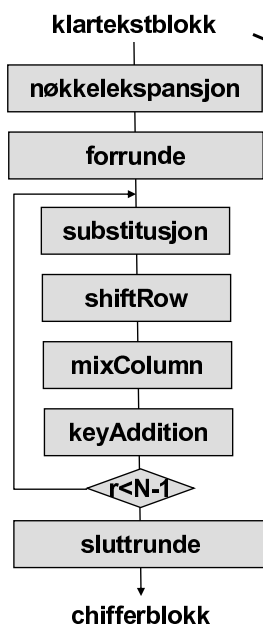 klartekstblokk
nøkkelekspansjon
forrunde
substitusjon
shiftRow
mixColumn
keyAddition
r<N-1
sluttrunde
chifferblokk